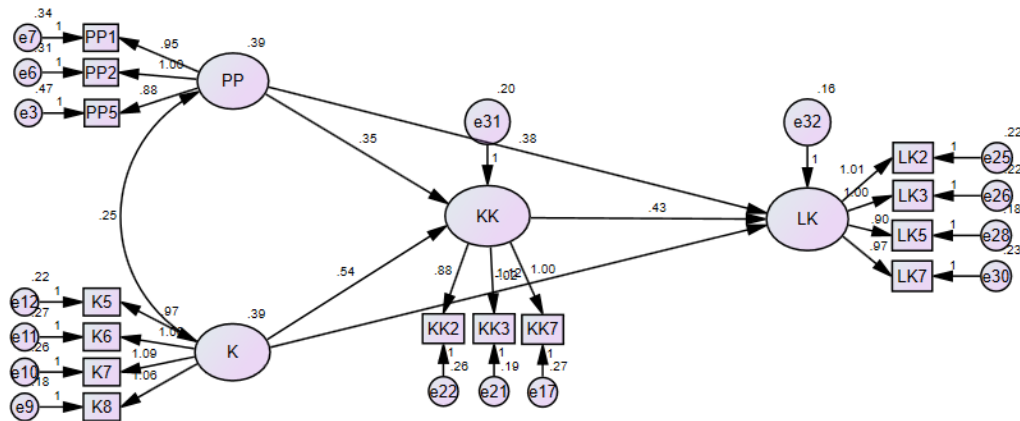 .34
e7 1 PP1 .95
.31
e6 1 PP2 1.00
.47
e3 1 PP5 .88
.39
PP
.25
.35
.38
.20
e31
1
KK
.43
.16
e32
1
LK
.22
1.01 LK2 1 e25
.22
1.00 LK3 1 e26
.18
.90 LK5 1 e28
.23
.97 LK7 1 e30
.22
e12 1 K5 .97
.27
e11 1 K6
.26
e10 1 K7 1.09
.18
e9 1 K8 1.06
.39
K
.54
.88 1.00
KK2 KK3 KK7
1 .26 1 .19 1 .27
e22 e21 e17